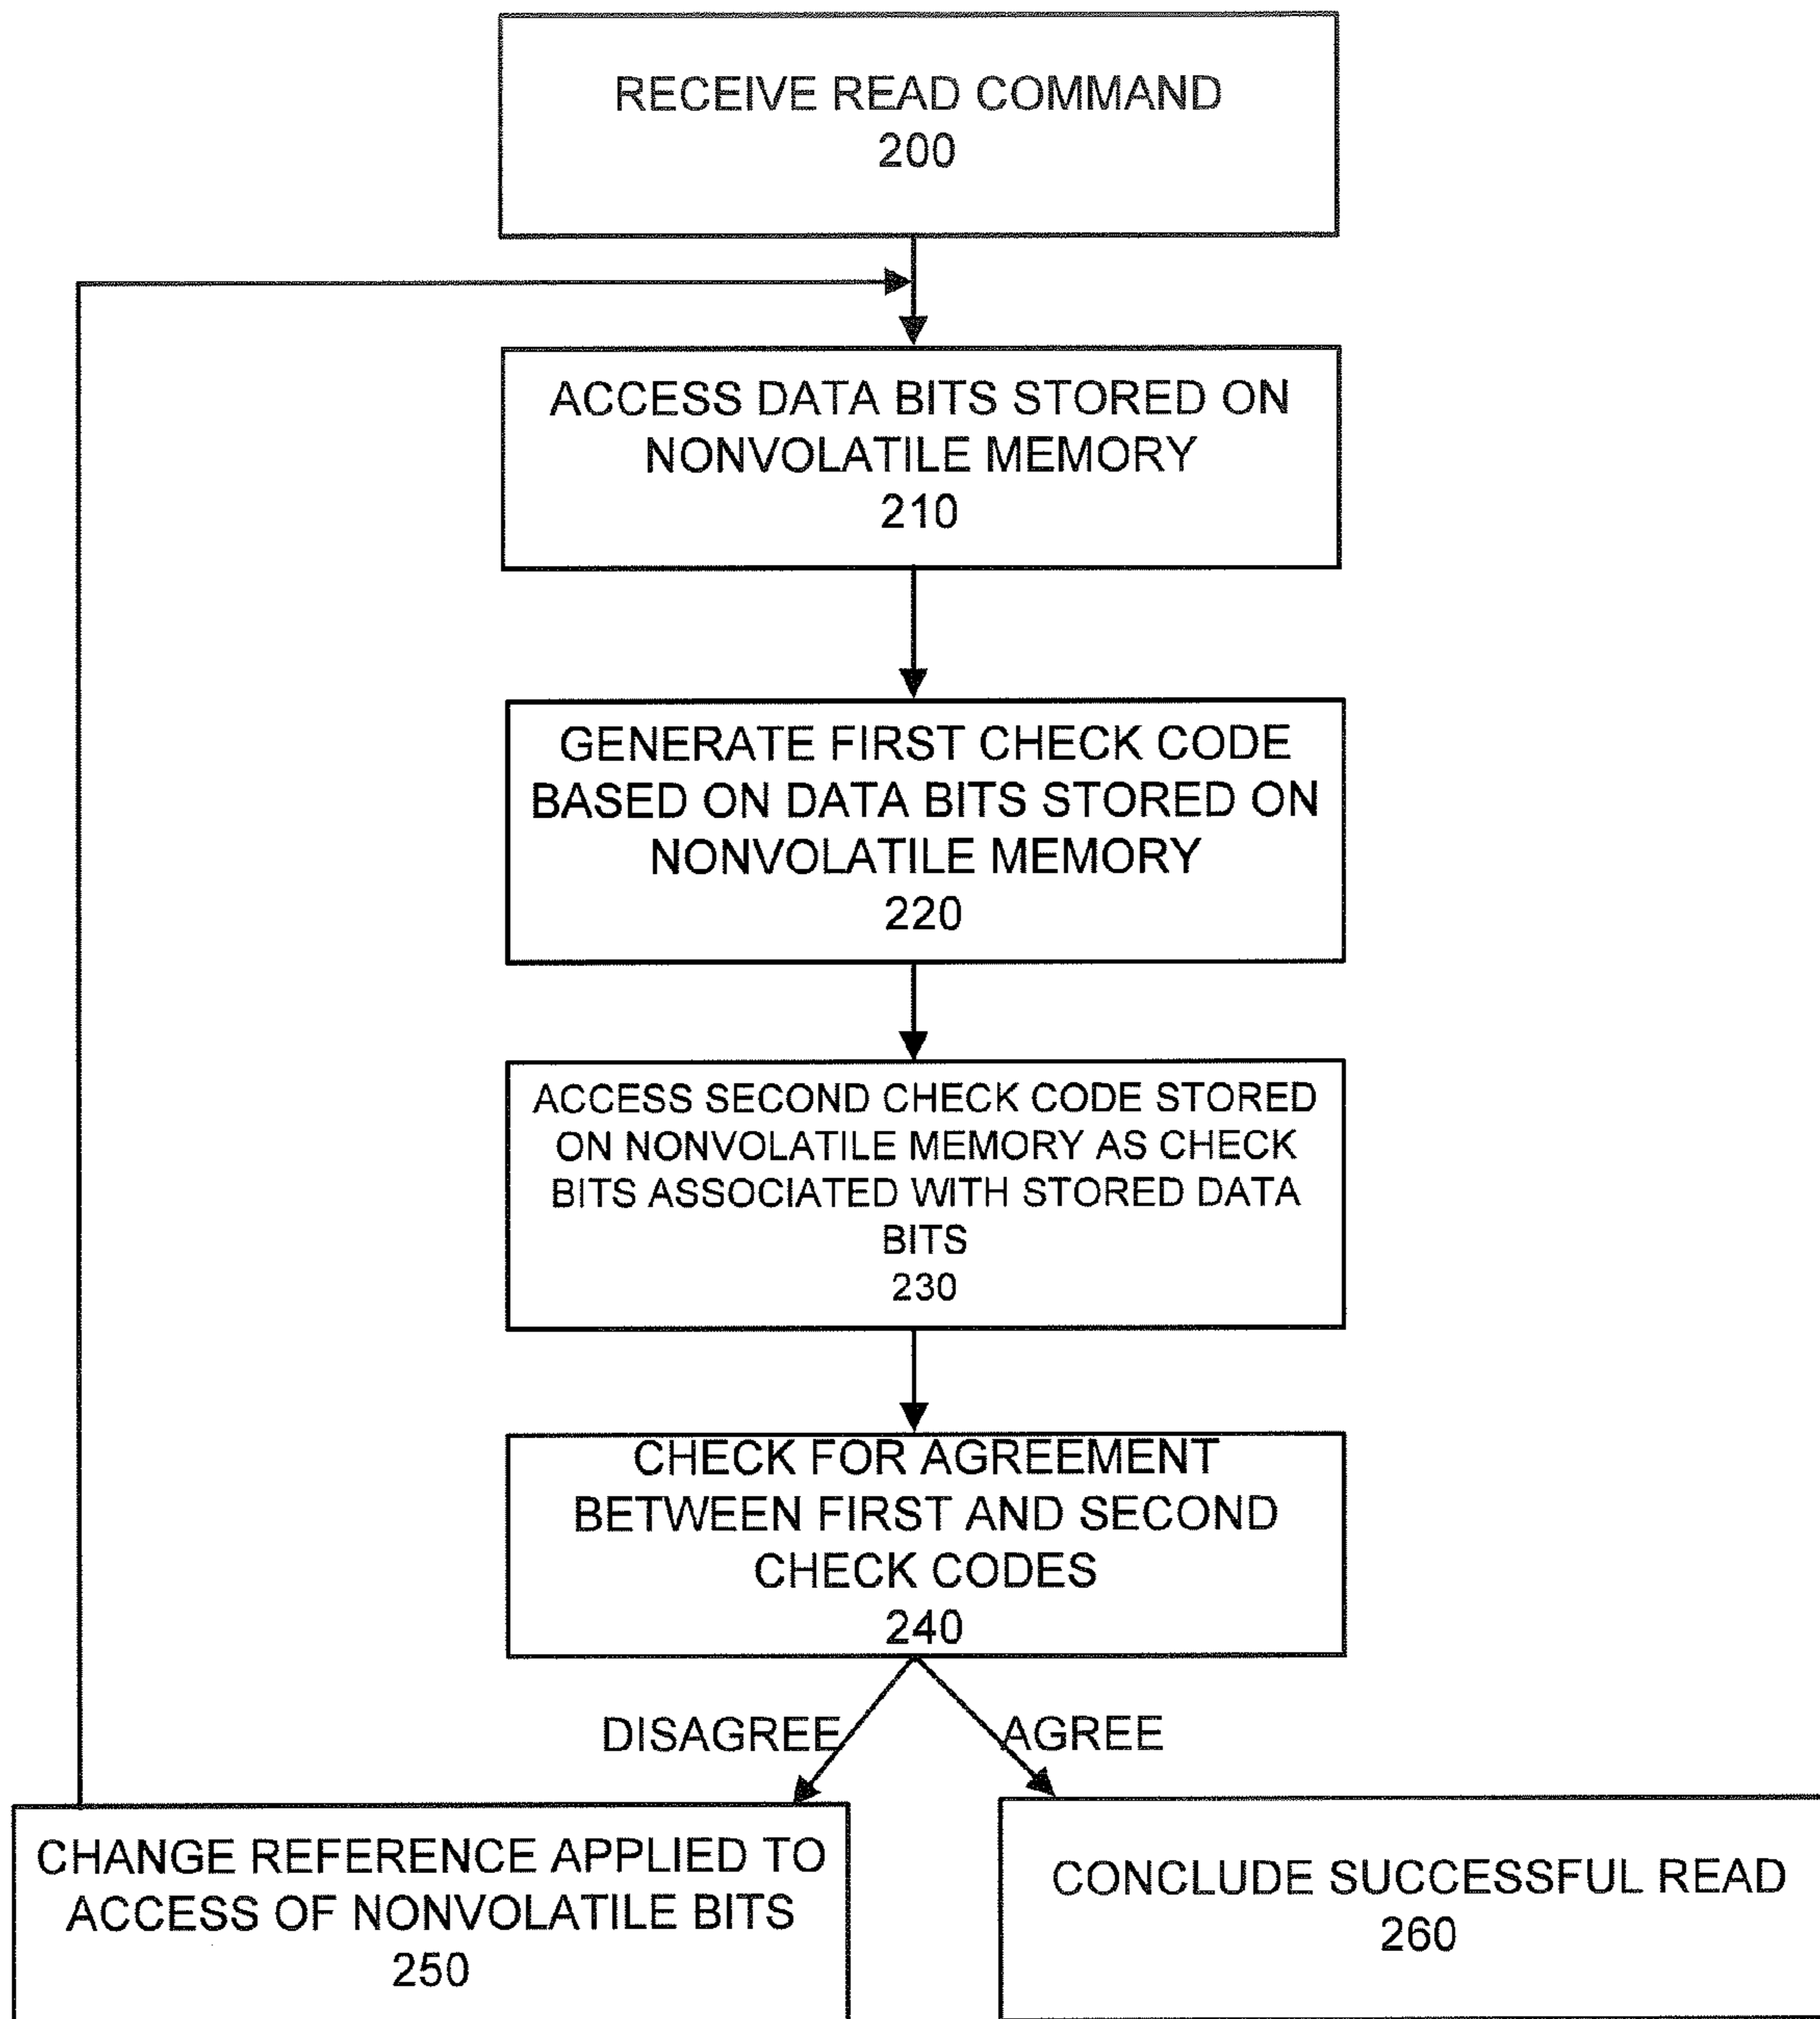 RECEIVE READ COMMAND
200
ACCESS DATA BITS STORED ON
NONVOLATILE MEMORY
210
GENERATE FIRST CHECK CODE
BASED ON DATA BITS STORED ON
NONVOLATILE MEMORY
220
ACCESS SECOND CHECK CODE STORED
ON NONVOLATILE MEMORY AS CHECK
BITS ASSOCIATED WITH STORED DATA
BITS
230
CHECK FOR AGREEMENT
BETWEEN FIRST AND SECOND
CHECK CODES
240
DISAGREE
AGREE
CHANGE REFERENCE APPLIED TO
ACCESS OF NONVOLATILE BITS
250
CONCLUDE SUCCESSFUL READ
260